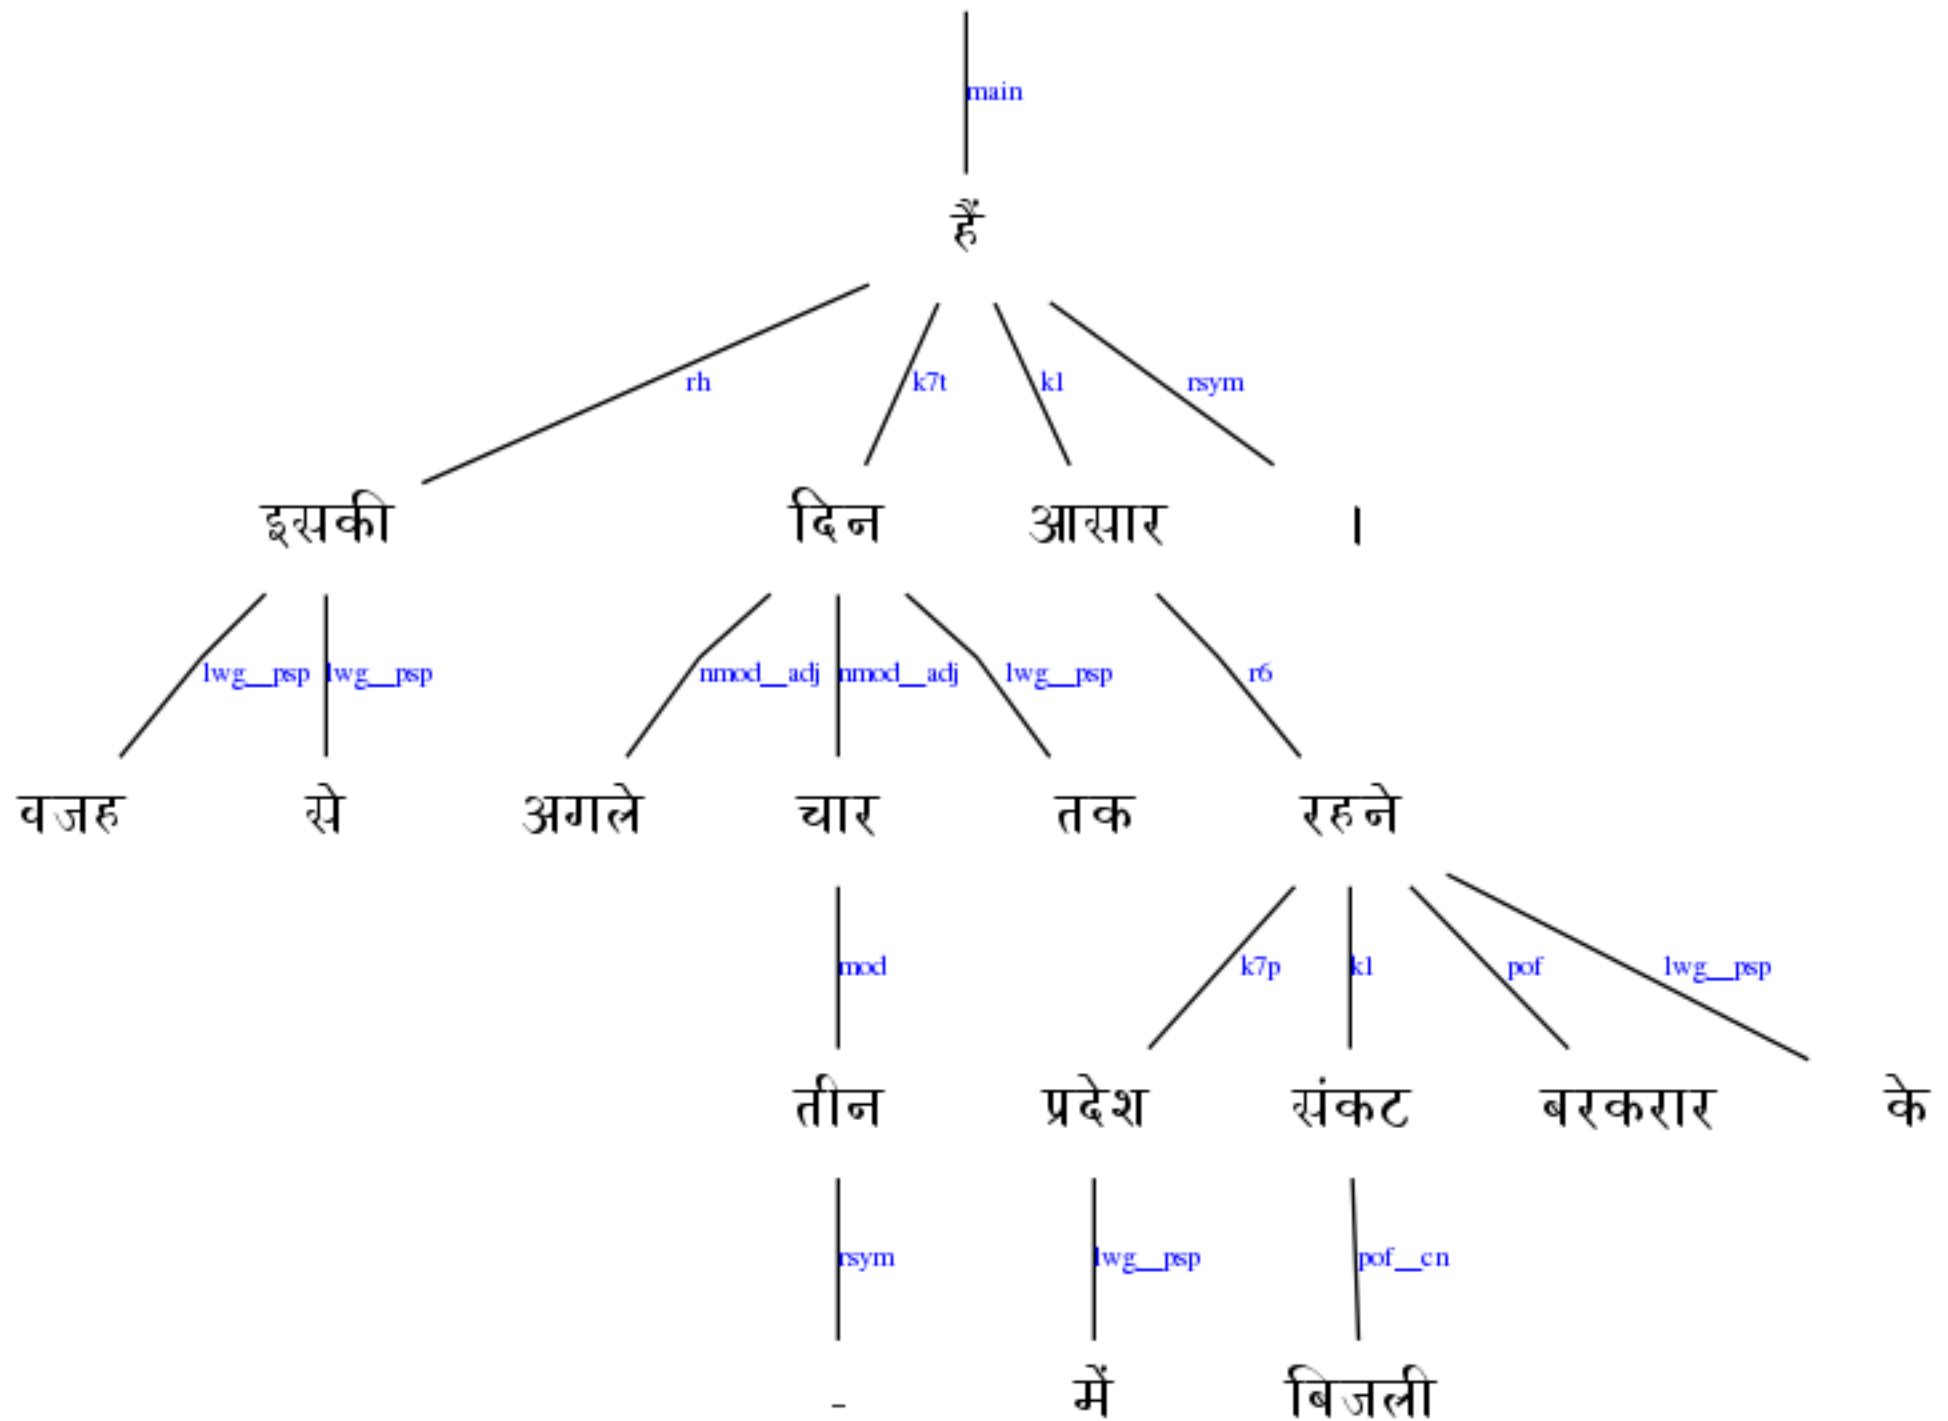 main
हैं
rh k7t k1 rsym
इसकी दिन आसार ।
lwg__psp lwg__psp nmod__adj nmod__adj lwg__psp r6
वजह से अगले चार तक रहने
mod k7p k1 pof lwg__psp
तीन प्रदेश संकट बरकरार के
rsym lwg__psp pof__cn
- में बिजली